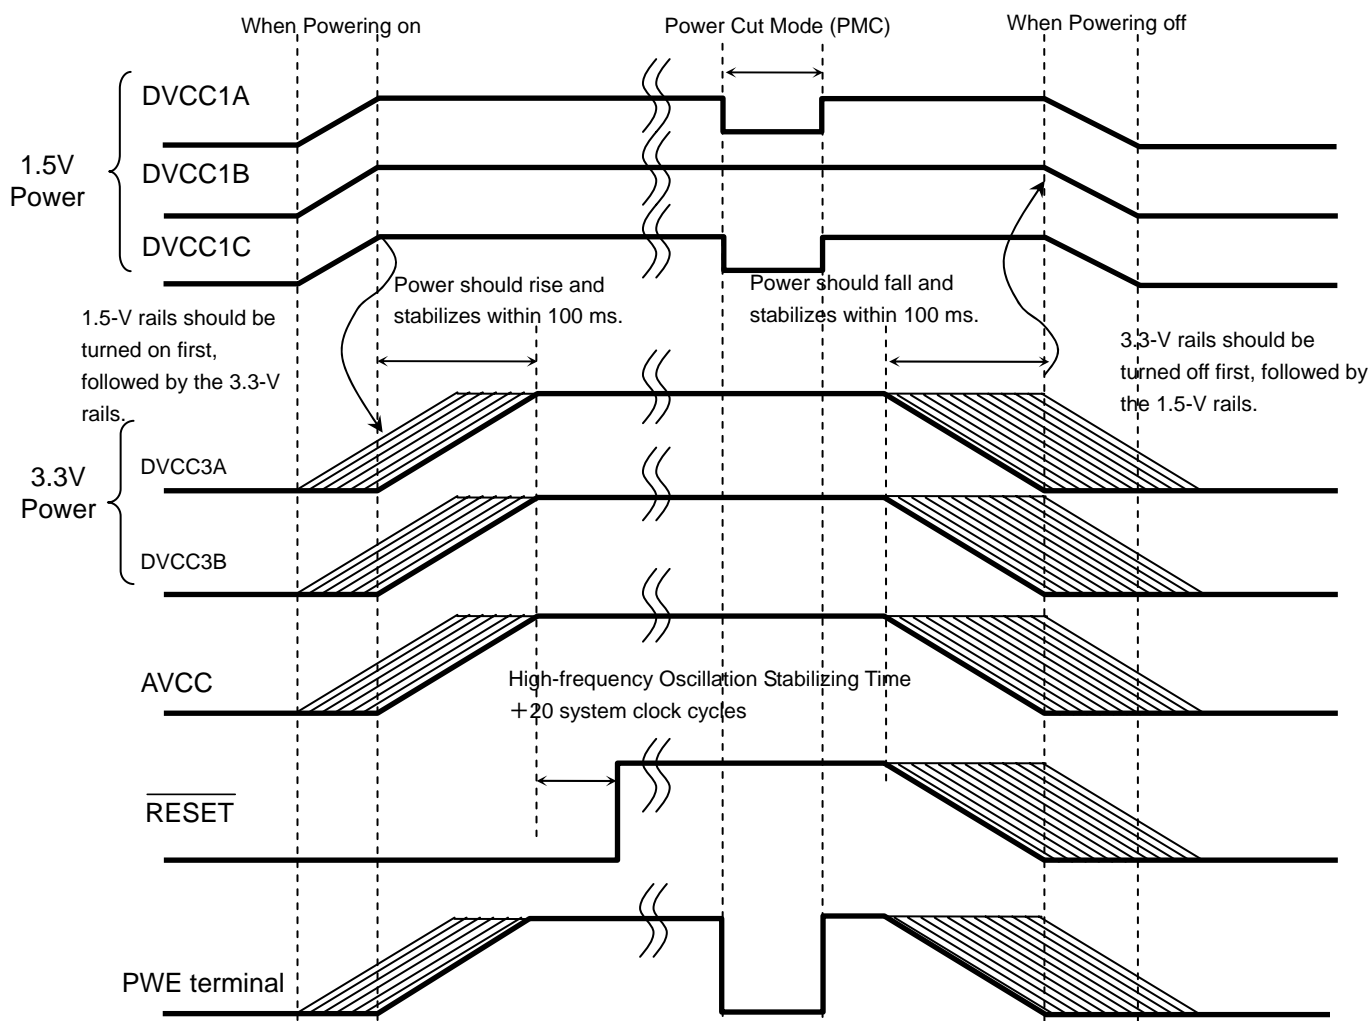 When Powering on
Power Cut Mode (PMC)
When Powering off
DVCC1A
1.5V
Power
DVCC1B
DVCC1C
Power should rise and
stabilizes within 100 ms.
Power should fall and
stabilizes within 100 ms.
1.5-V rails should be
turned on first,
followed by the 3.3-V
rails.
3.3-V rails should be
turned off first, followed by
the 1.5-V rails.
3.3V
Power
DVCC3A
DVCC3B
AVCC
High-frequency Oscillation Stabilizing Time
+20 system clock cycles
RESET
PWE terminal